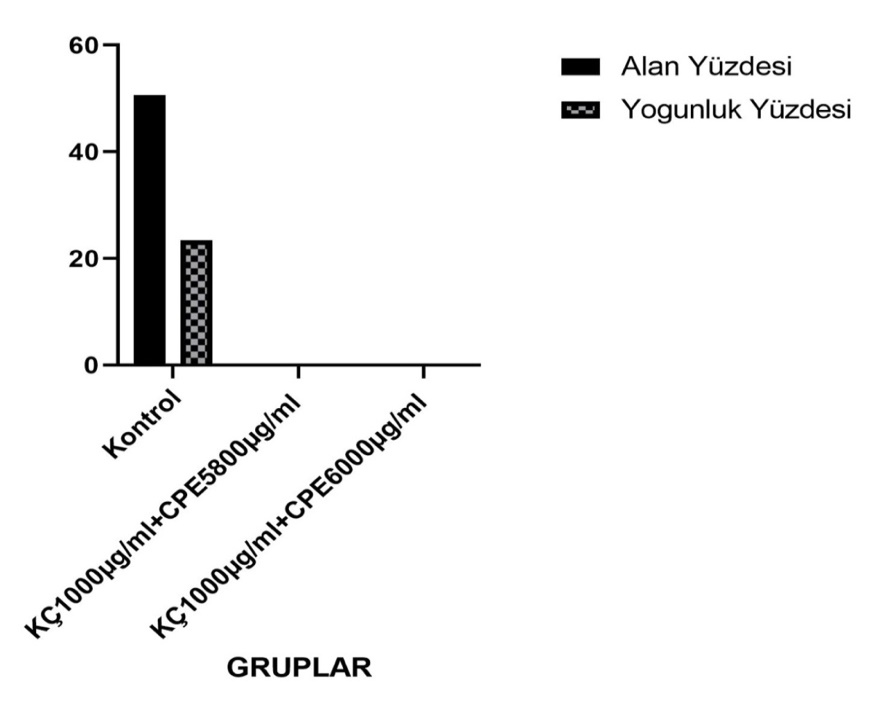 60
40
20
0
Alan Yüzdesi
Yogunluk Yüzdesi
Kontrol
KÇ1000µg/ml+CPE5800µg/ml
KÇ1000µg/ml+CPE6000µg/ml
GRUPLAR